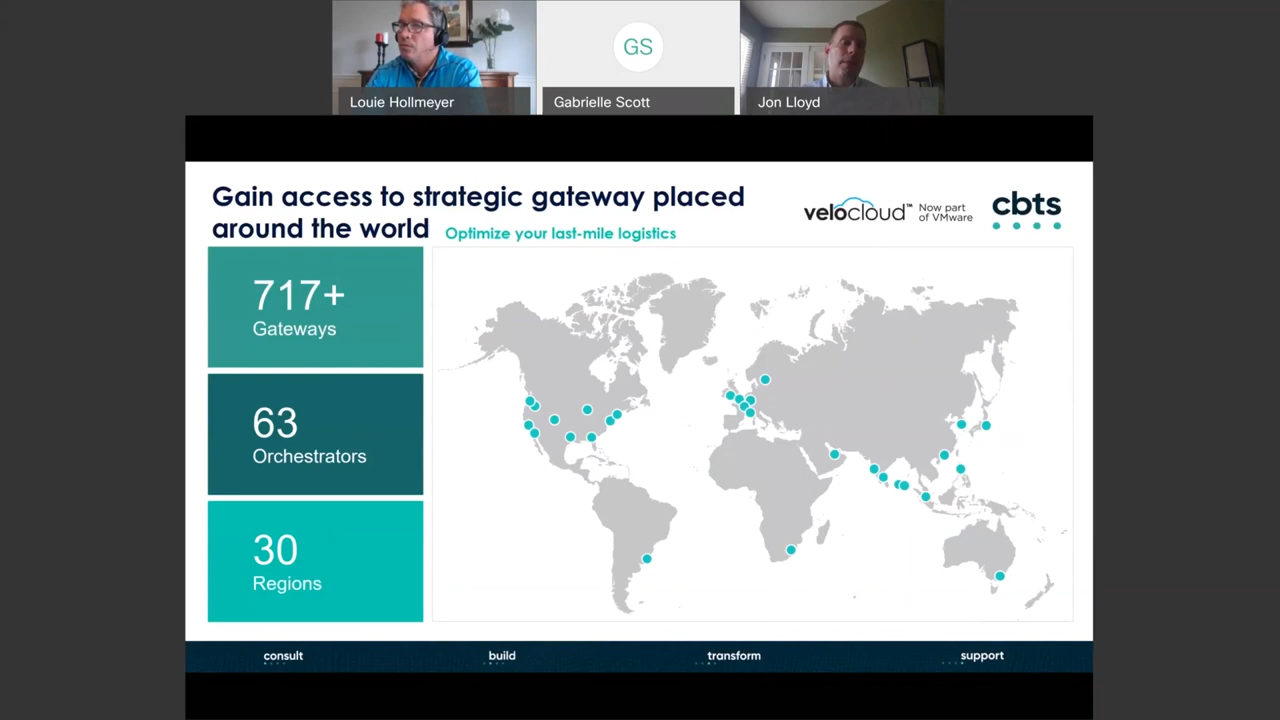 GS
Louie Hollmeyer
Gabrielle Scott
Jon Lloyd
Gain access to strategic gateway placed
around the world
Optimize your last-mile logistics
velocloud™
Now part
of VMware
cbts
717+
Gateways
63
Orchestrators
30
Regions
consult
build
transform
support